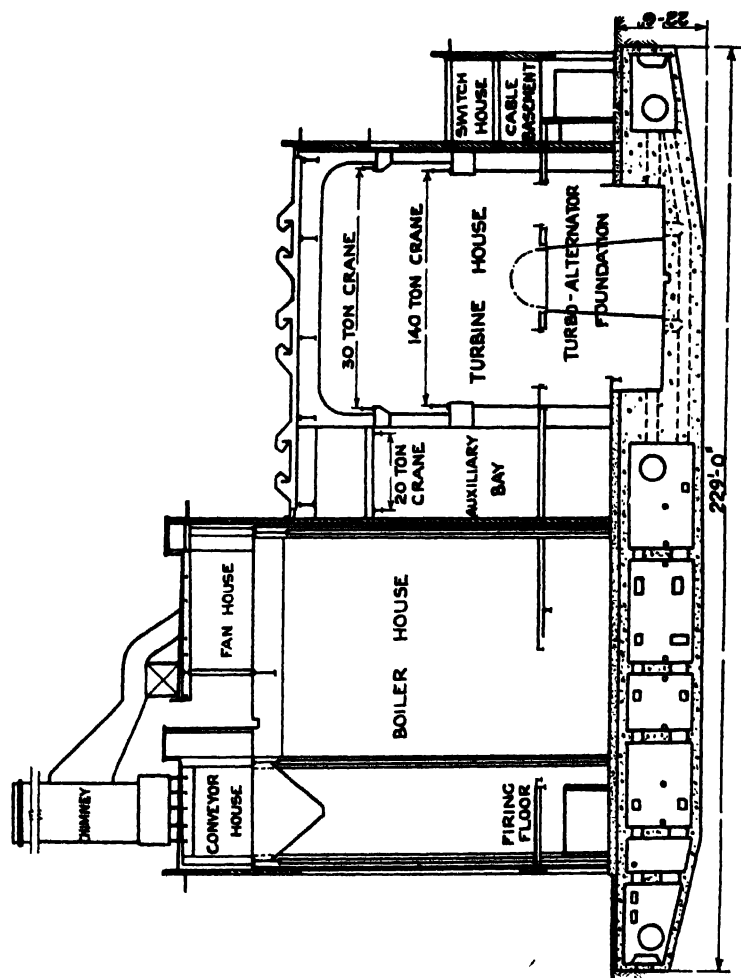 CHIMNEY
CONVEYOR
HOUSE
FAN HOUSE
BOILER HOUSE
FIRING
FLOOR
20 TON
CRANE
AUXILIARY
BAY
30 TON CRANE
140 TON CRANE
TURBINE HOUSE
TURBO-ALTERNATOR
FOUNDATION
SWITCH
HOUSE
CABLE
BASEMENT
22'-6"
229'-0"